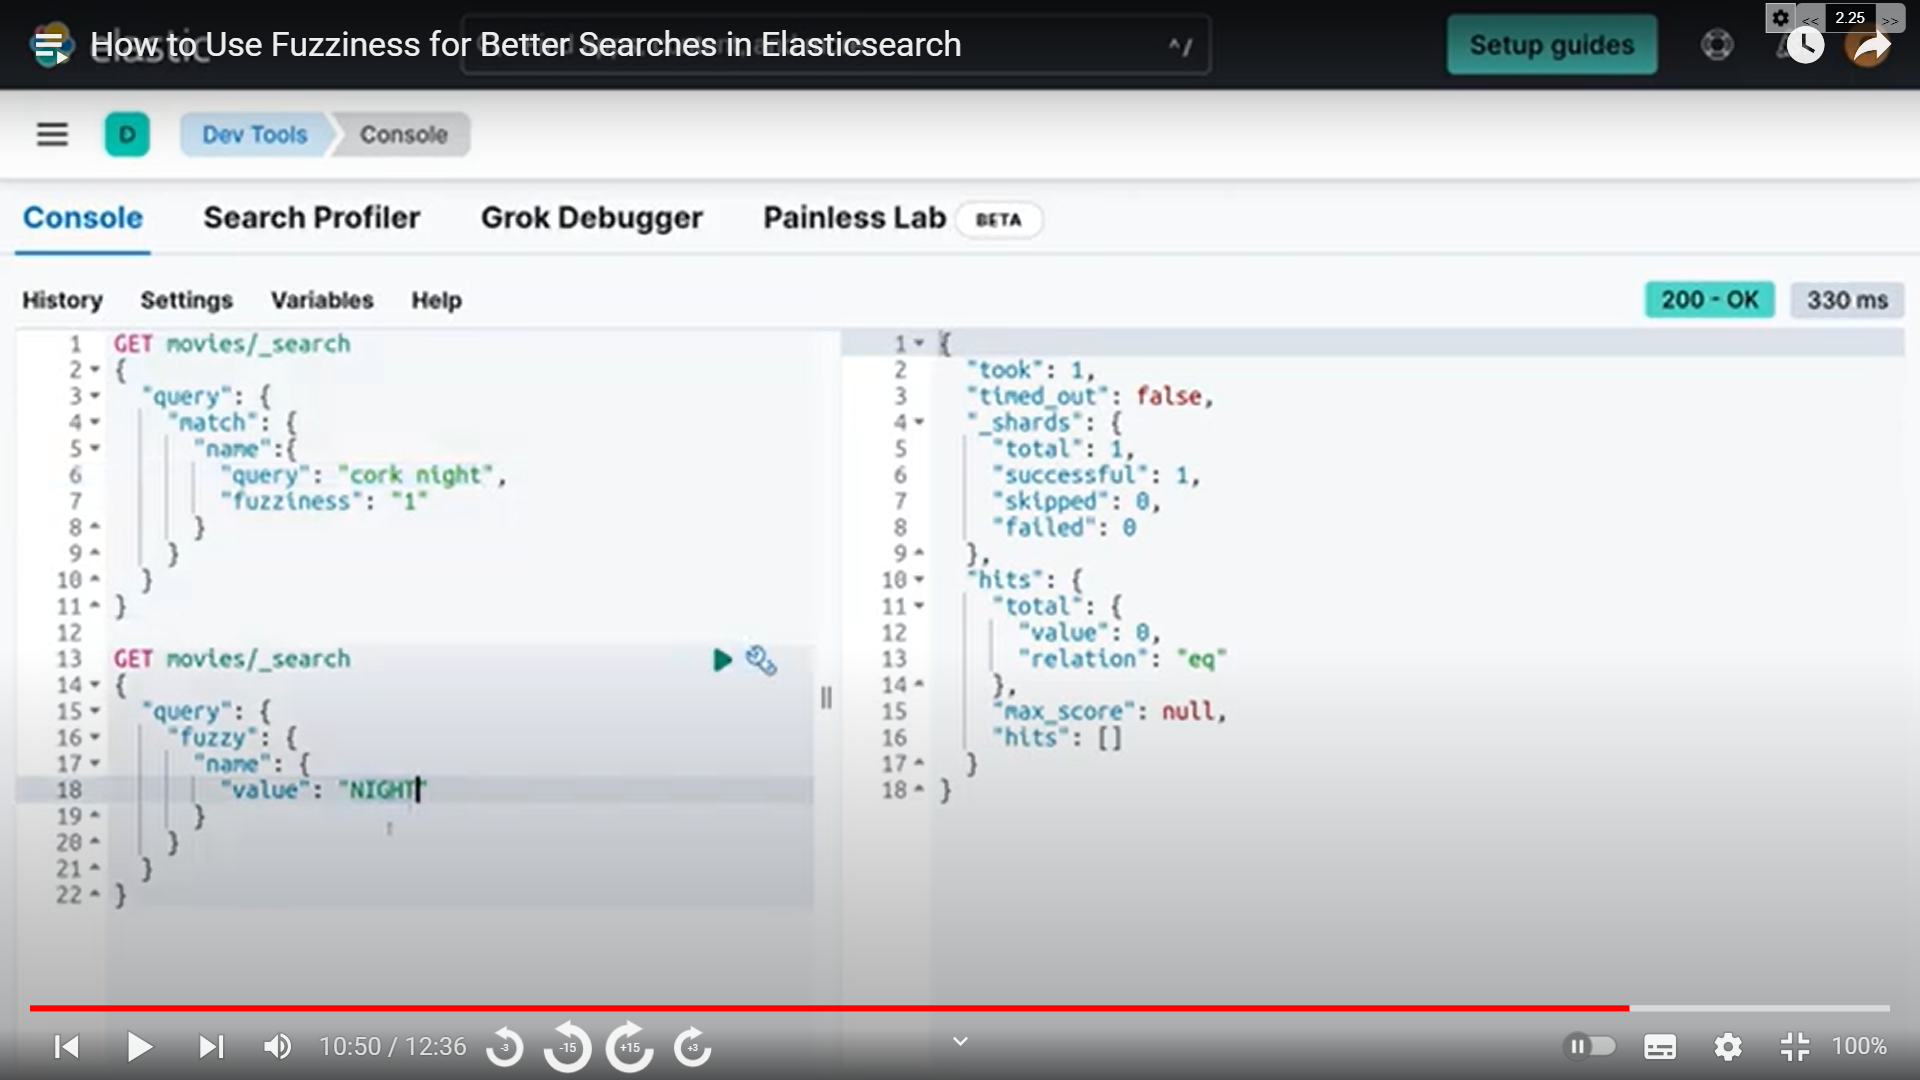 How to Use Fuzziness for Better Searches in Elasticsearch
elastic
^/
Setup guides
<< 2.25 >>
D
Dev Tools
Console
Console
Search Profiler
Grok Debugger
Painless Lab
BETA
History
Settings
Variables
Help
200 - OK
330 ms
1 GET movies/_search
2 {
3 "query": {
4 "match": {
5 "name":{
6 "query": "cork night",
7 "fuzziness": "1"
8 }
9 }
10 }
11 }
12
13 GET movies/_search
14 {
15 "query": {
16 "fuzzy": {
17 "name": {
18 "value": "NIGHT"
19 }
20 }
21 }
22 }
1 {
2 "took": 1,
3 "timed_out": false,
4 "_shards": {
5 "total": 1,
6 "successful": 1,
7 "skipped": 0,
8 "failed": 0
9 },
10 "hits": {
11 "total": {
12 "value": 0,
13 "relation": "eq"
14 },
15 "max_score": null,
16 "hits": []
17 }
18 }
10:50 / 12:36
-3
-15
+15
+3
100%